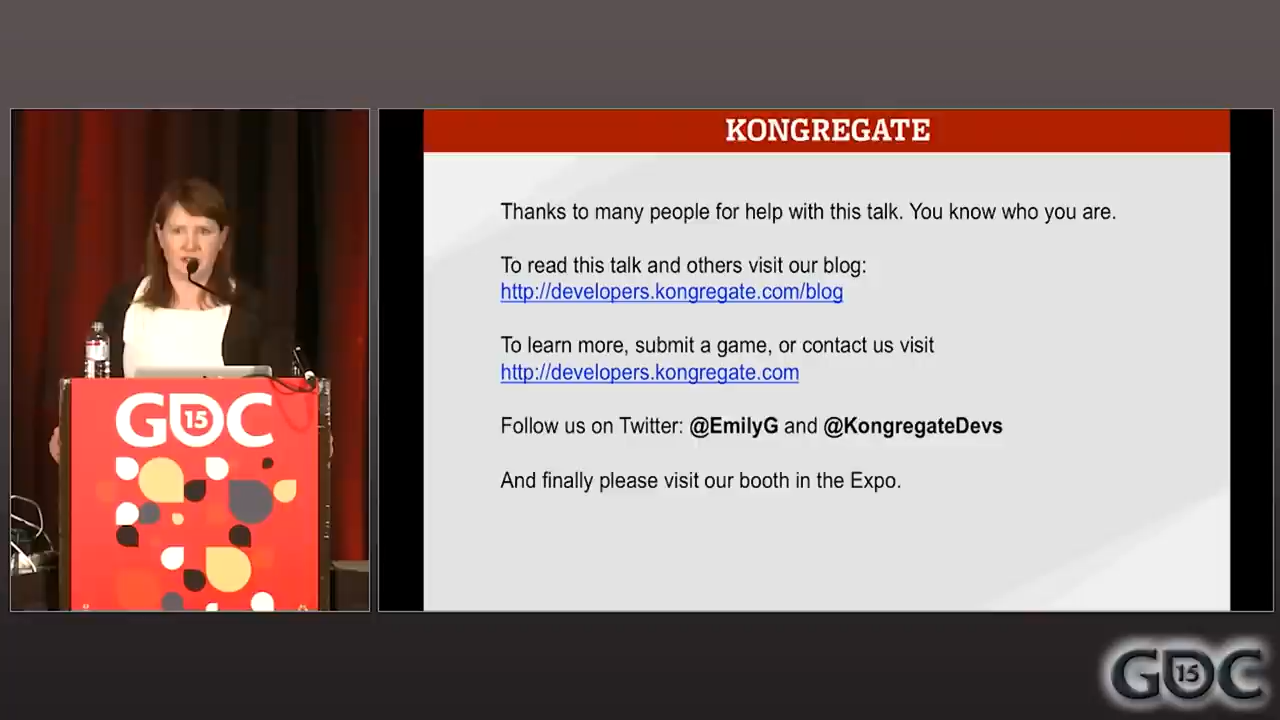 GDC
15
KONGREGATE
Thanks to many people for help with this talk. You know who you are.
To read this talk and others visit our blog:
http://developers.kongregate.com/blog
To learn more, submit a game, or contact us visit
http://developers.kongregate.com
Follow us on Twitter: @EmilyG and @KongregateDevs
And finally please visit our booth in the Expo.
GDC
15